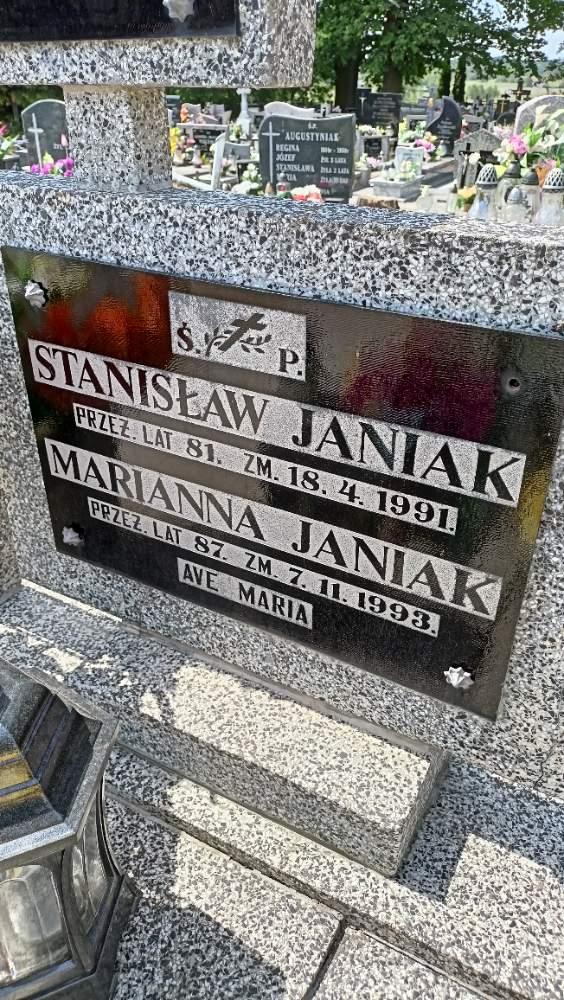 Ś. P.
AUGUSTYNIAK
REGINA
JÓZEF
STANISŁAWA
Ś. P.
STANISŁAW JANIAK
PRZEŻ. LAT 81. ZM. 18. 4. 1991.
MARIANNA JANIAK
PRZEŻ. LAT 87. ZM. 7. 11. 1993.
AVE MARIA